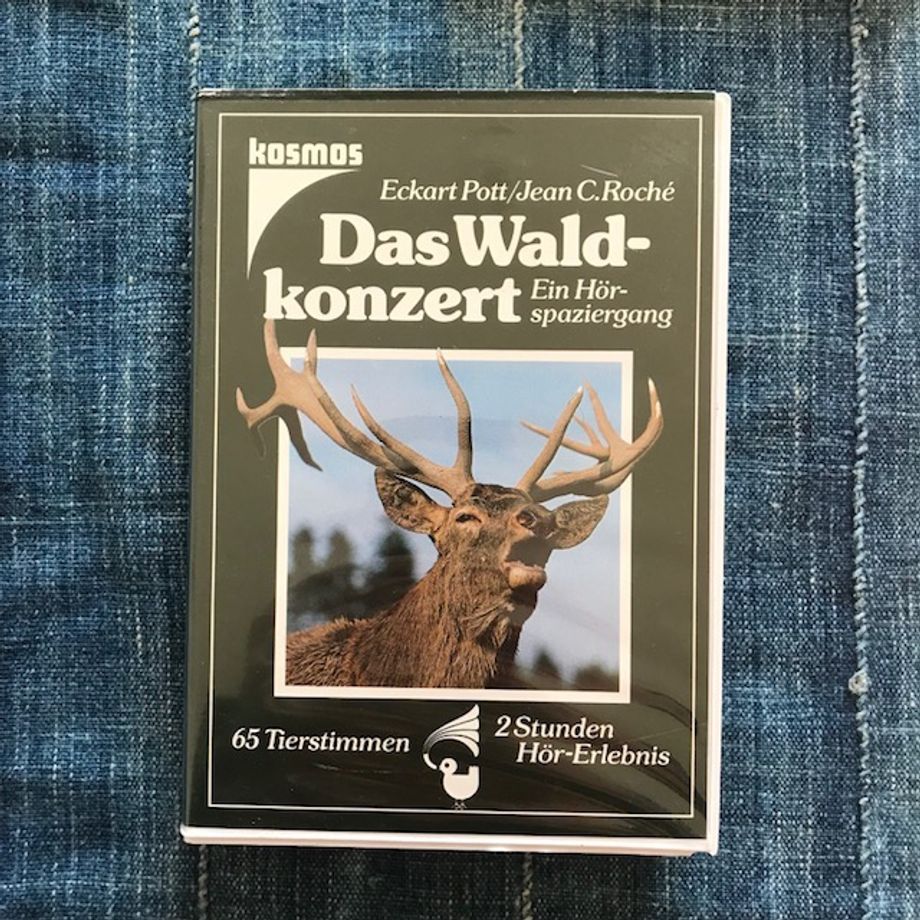 kosmos
Eckart Pott/Jean C. Roché
Das Wald-
konzert
Ein Hör-
spaziergang
65 Tierstimmen
2 Stunden
Hör-Erlebnis